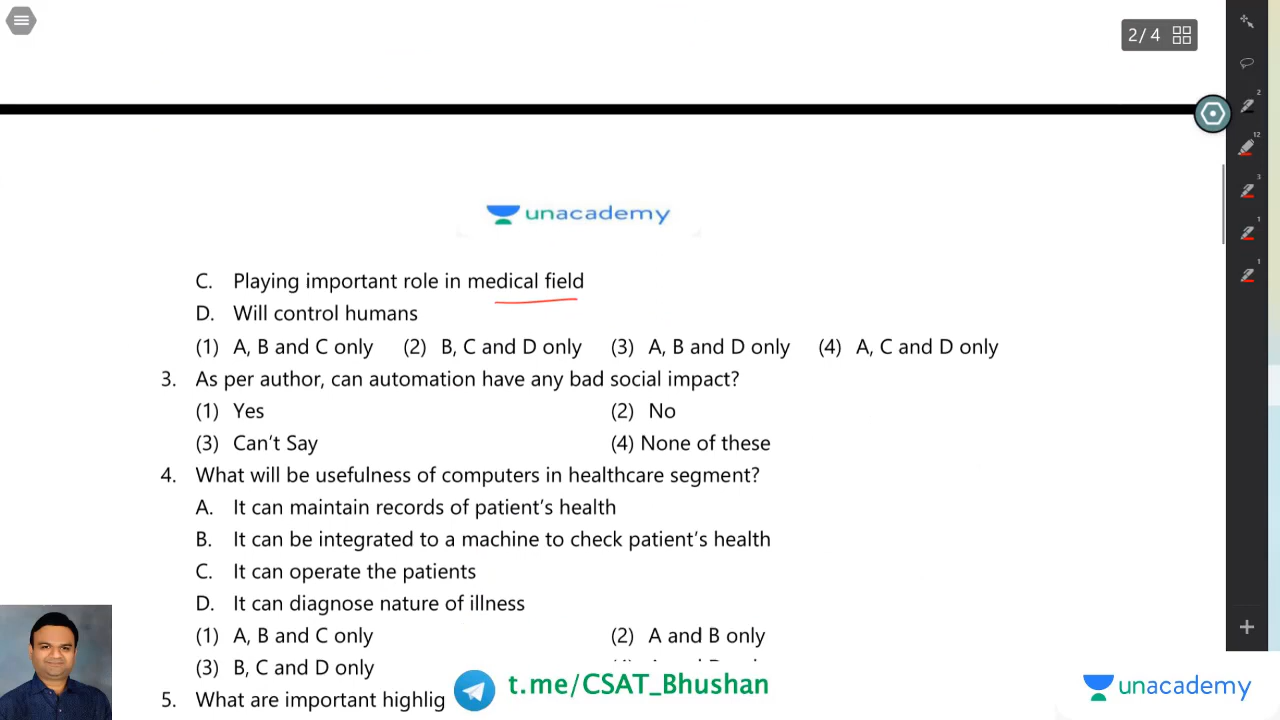 2/ 4
unacademy
C. Playing important role in medical field
D. Will control humans
(1) A, B and C only (2) B, C and D only (3) A, B and D only (4) A, C and D only
3. As per author, can automation have any bad social impact?
(1) Yes (2) No
(3) Can't Say (4) None of these
4. What will be usefulness of computers in healthcare segment?
A. It can maintain records of patient's health
B. It can be integrated to a machine to check patient's health
C. It can operate the patients
D. It can diagnose nature of illness
(1) A, B and C only (2) A and B only
(3) B, C and D only
5. What are important highlig
t.me/CSAT_Bhushan
unacademy
2
12
3
1
1